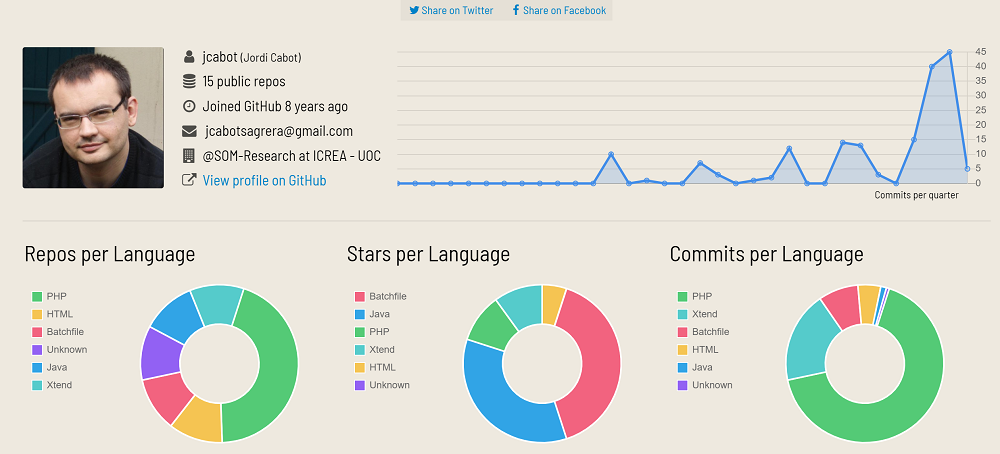 Share on Twitter Share on Facebook
jcabot (Jordi Cabot)
15 public repos
Joined GitHub 8 years ago
jcabotsagrera@gmail.com
@SOM-Research at ICREA - UOC
View profile on GitHub
45
40
35
30
25
20
15
10
5
0
Commits per quarter
Repos per Language
PHP
HTML
Batchfile
Unknown
Java
Xtend
Stars per Language
Batchfile
Java
PHP
Xtend
HTML
Unknown
Commits per Language
PHP
Xtend
Batchfile
HTML
Java
Unknown